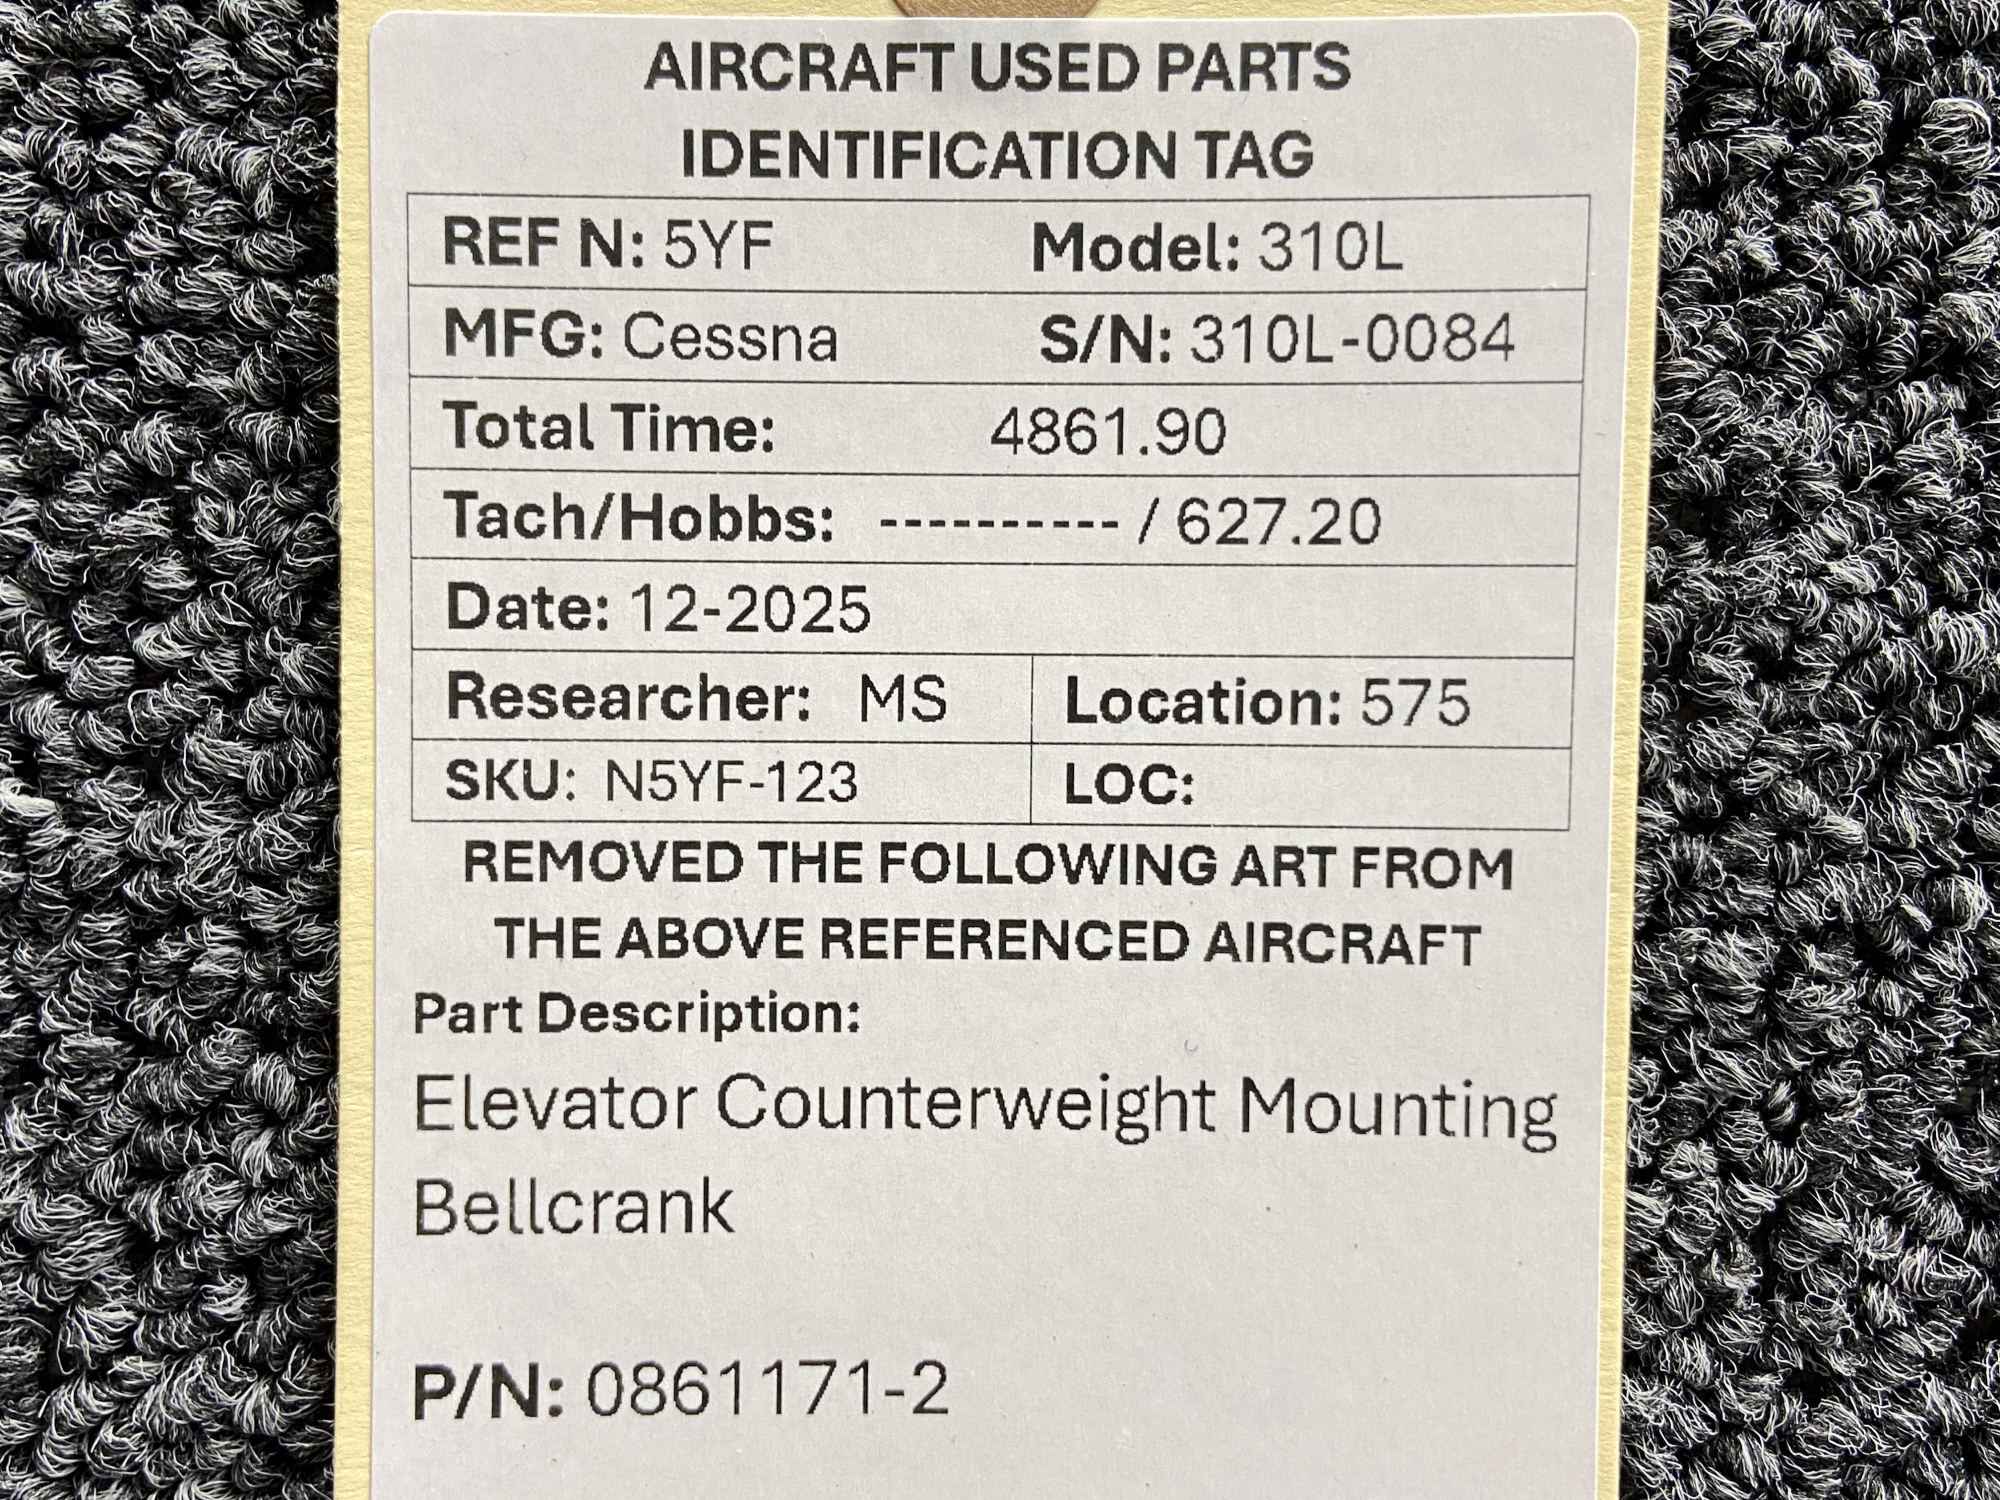 AIRCRAFT USED PARTS
IDENTIFICATION TAG
REF N: 5YF Model: 310L
MFG: Cessna S/N: 310L-0084
Total Time: 4861.90
Tach/Hobbs: ---------- / 627.20
Date: 12-2025
Researcher: MS Location: 575
SKU: N5YF-123 LOC:
REMOVED THE FOLLOWING ART FROM
THE ABOVE REFERENCED AIRCRAFT
Part Description:
Elevator Counterweight Mounting
Bellcrank
P/N: 0861171-2